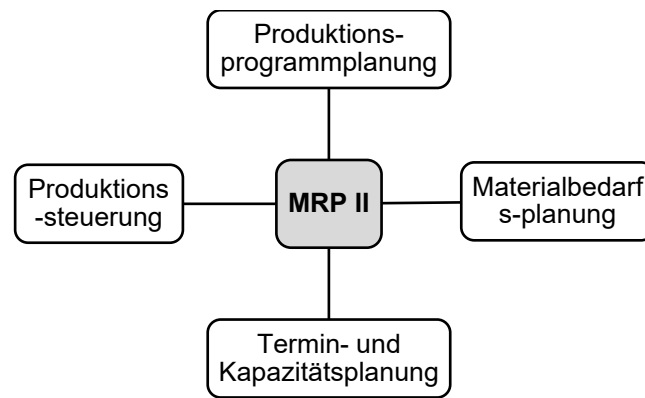 Produktions-
programmplanung
Produktions
-steuerung
MRP II
Materialbedarf
s-planung
Termin- und
Kapazitätsplanung